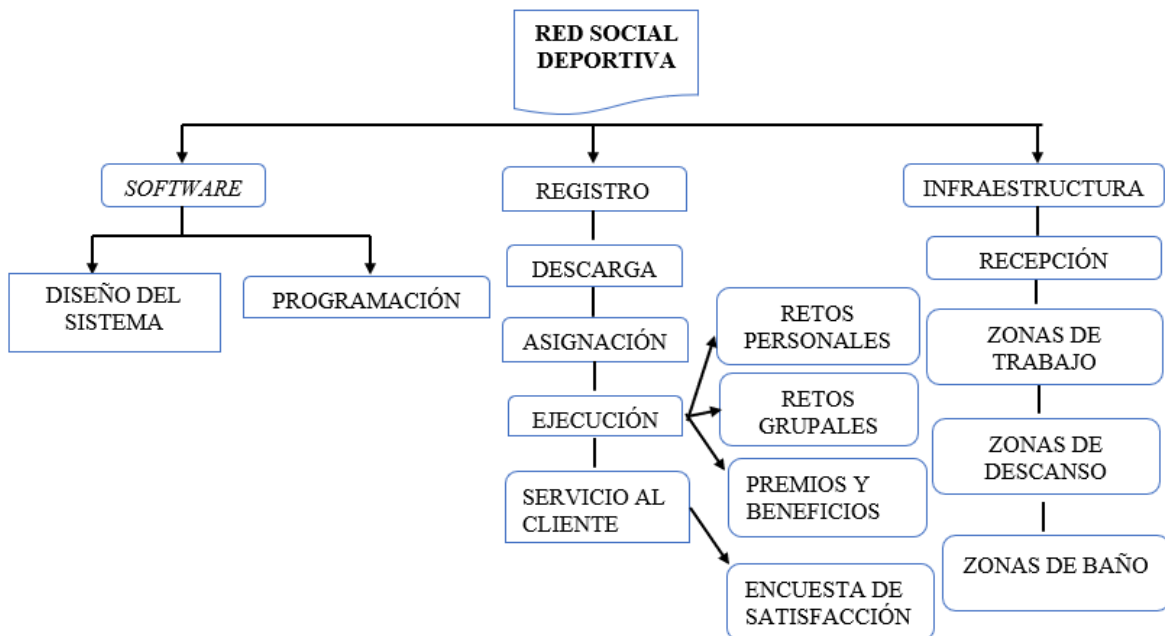 RED SOCIAL
DEPORTIVA
SOFTWARE
DISEÑO DEL
SISTEMA
PROGRAMACIÓN
REGISTRO
DESCARGA
ASIGNACIÓN
EJECUCIÓN
RETOS
PERSONALES
RETOS
GRUPALES
PREMIOS Y
BENEFICIOS
SERVICIO AL
CLIENTE
ENCUESTA DE
SATISFACCIÓN
INFRAESTRUCTURA
RECEPCIÓN
ZONAS DE
TRABAJO
ZONAS DE
DESCANSO
ZONAS DE BAÑO